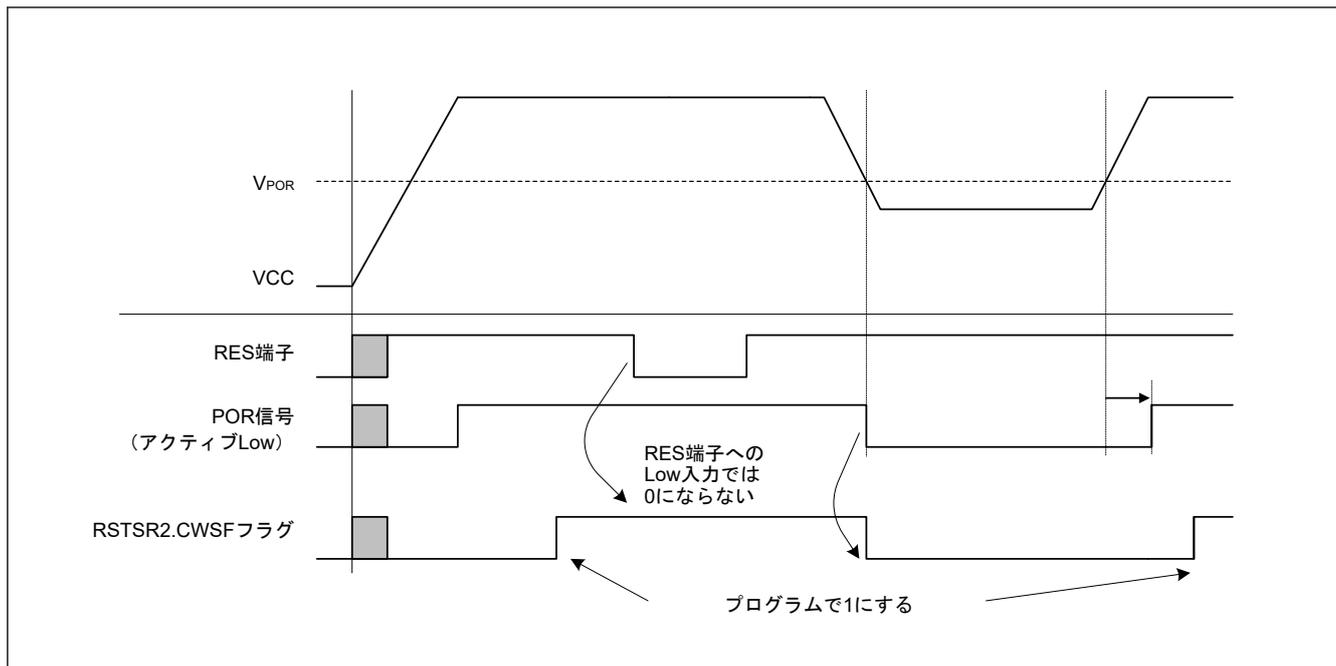 VPOR
VCC
RES端子
POR信号
（アクティブLow）
RES端子への
Low入力では
0にならない
RSTSR2.CWSFフラグ
プログラムで1にする